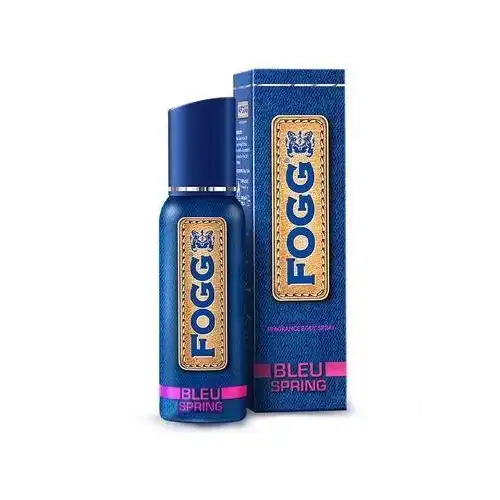 FOGG
BLEU
SPRING
FOGG
FRAGRANCE BODY SPRAY
BLEU
SPRING